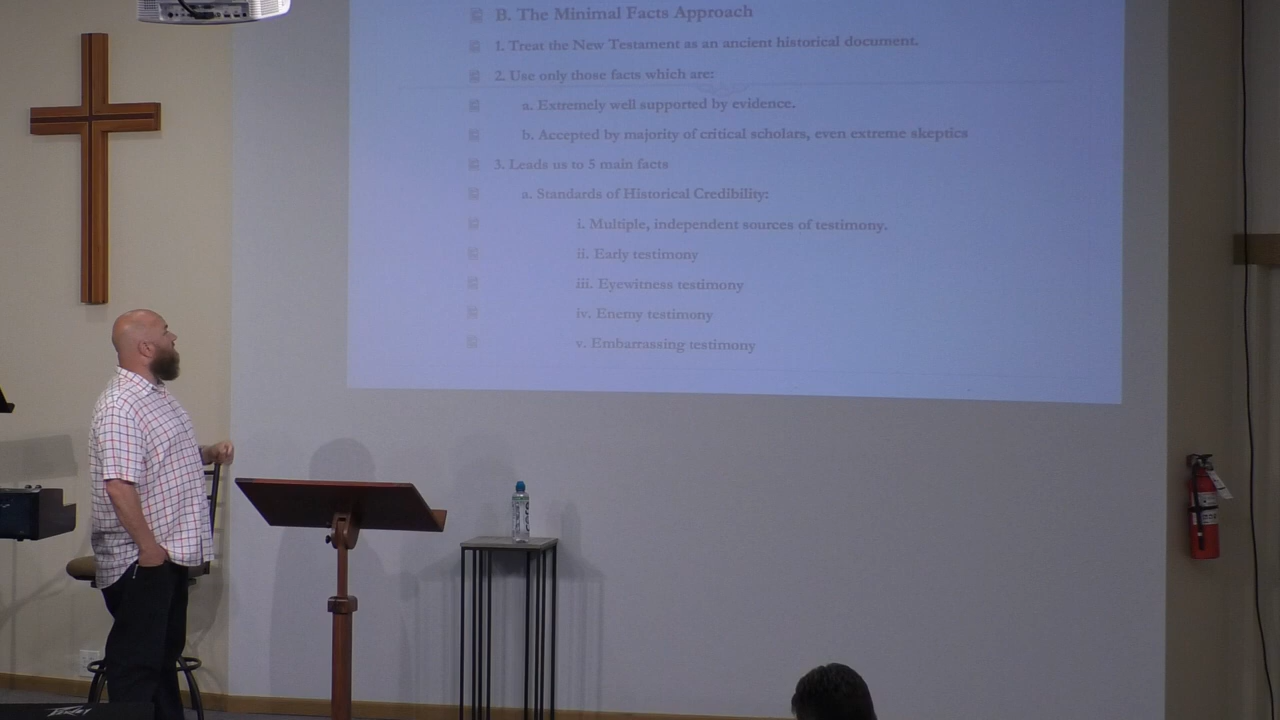 B. The Minimal Facts Approach
1. Treat the New Testament as an ancient historical document.
2. Use only those facts which are:
a. Extremely well supported by evidence.
b. Accepted by majority of critical scholars, even extreme skeptics
3. Leads us to 5 main facts
a. Standards of Historical Credibility:
i. Multiple, independent sources of testimony.
ii. Early testimony
iii. Eyewitness testimony
iv. Enemy testimony
v. Embarrassing testimony
core
Peavey